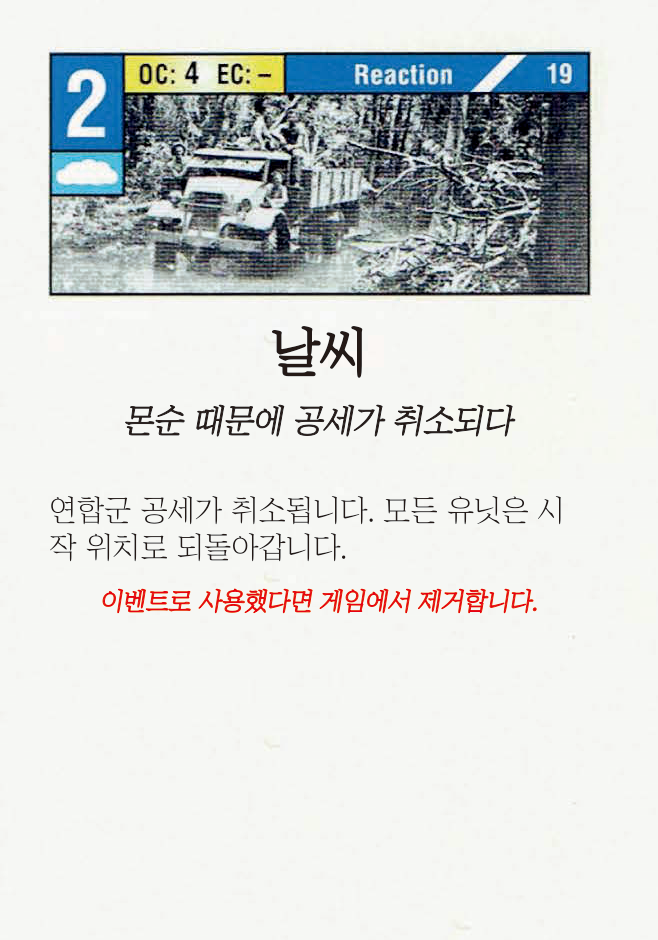 2 OC: 4 EC: – Reaction 19
날씨
몬순 때문에 공세가 취소되다
연합군 공세가 취소됩니다. 모든 유닛은 시
작 위치로 되돌아갑니다.
이벤트로 사용했다면 게임에서 제거합니다.